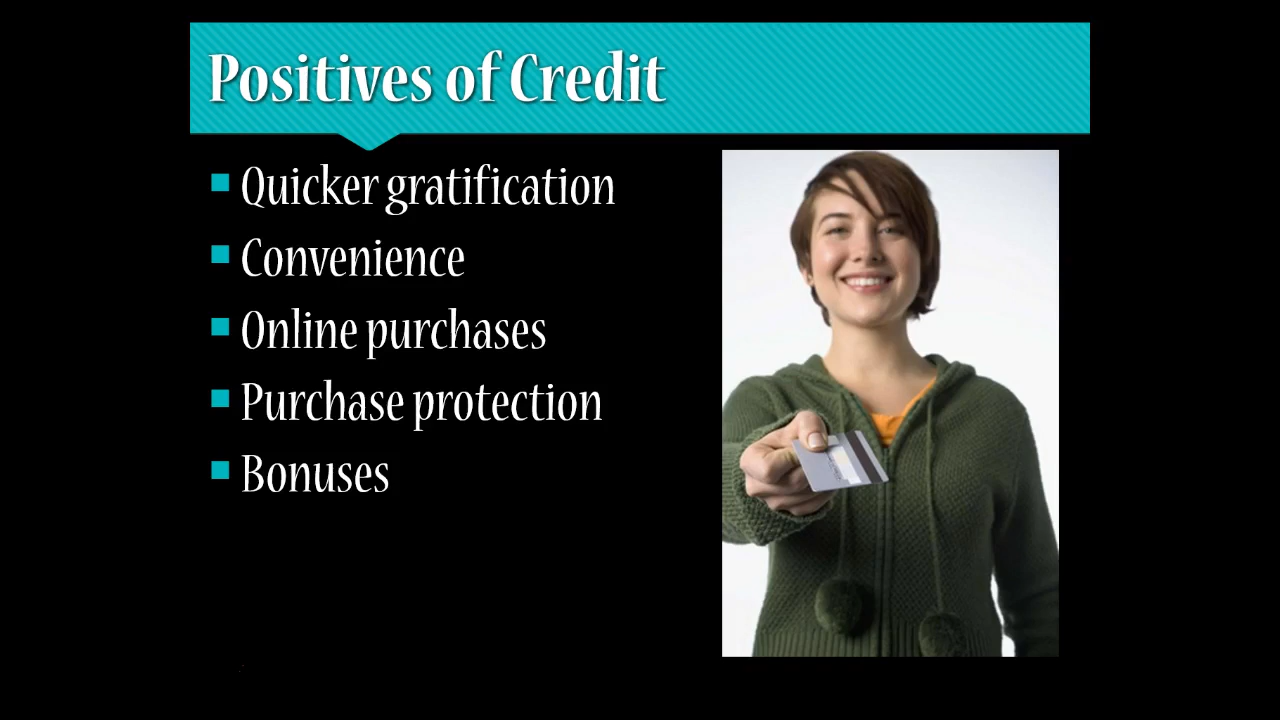 Positives of Credit
Quicker gratification
Convenience
Online purchases
Purchase protection
Bonuses